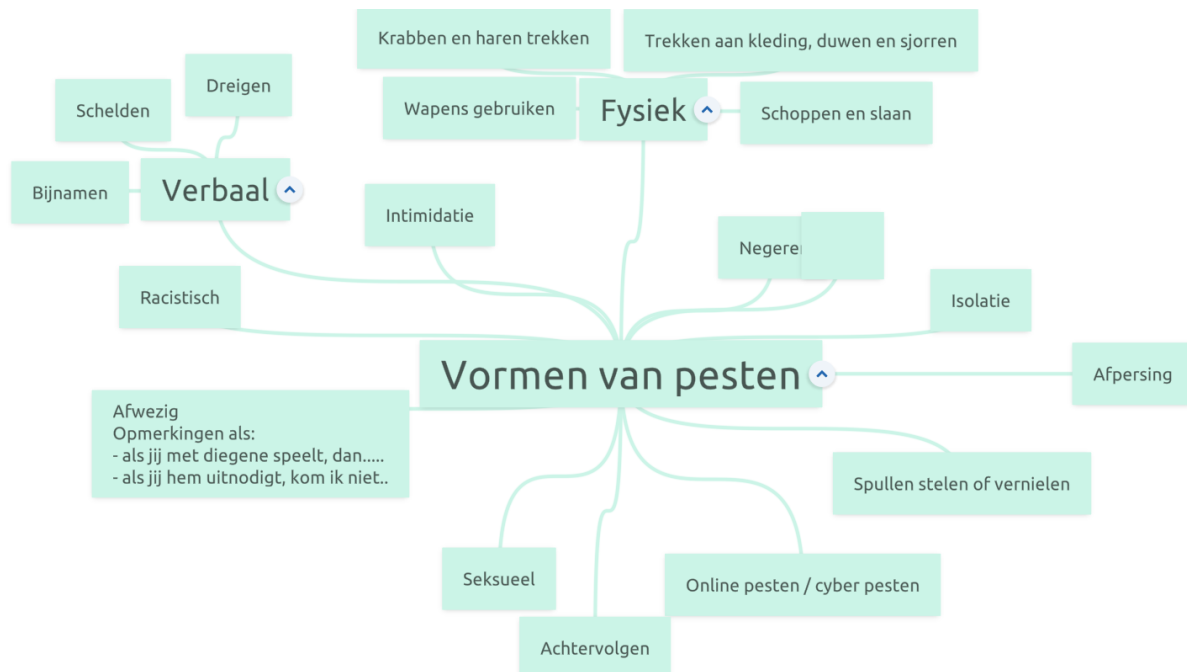 Krabben en haren trekken
Trekken aan kleding, duwen en sjorren
Dreigen
Schelden
Wapens gebruiken
Fysiek
Schoppen en slaan
Bijnamen
Verbaal
Intimidatie
Racistisch
Isolatie
Vormen van pesten
Afpersing
Afwezig
Opmerkingen als:
- als jij met diegene speelt, dan.....
- als jij hem uitnodigt, kom ik niet..
Spullen stelen of vernielen
Seksueel
Online pesten / cyber pesten
Achtervolgen